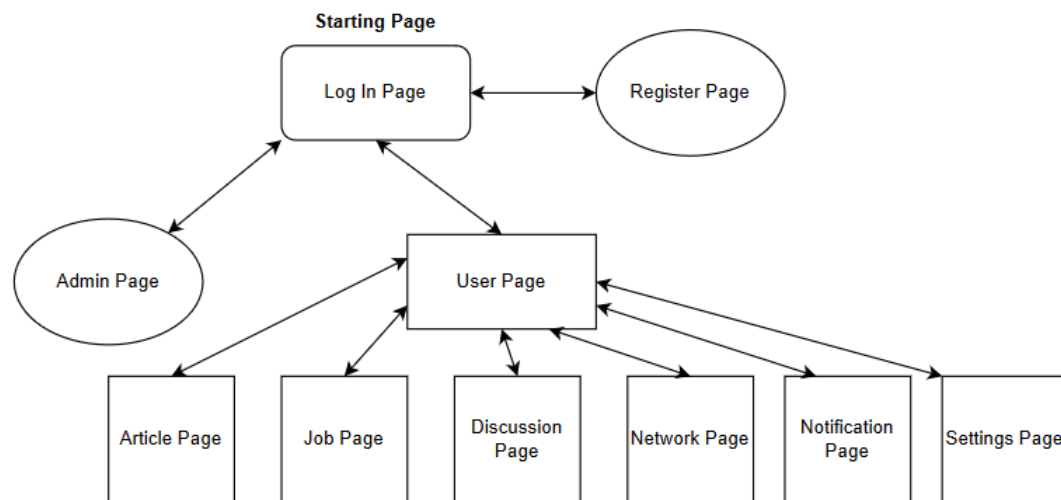 Starting Page
Log In Page
Register Page
Admin Page
User Page
Article Page
Job Page
Discussion
Page
Network Page
Notification
Page
Settings Page